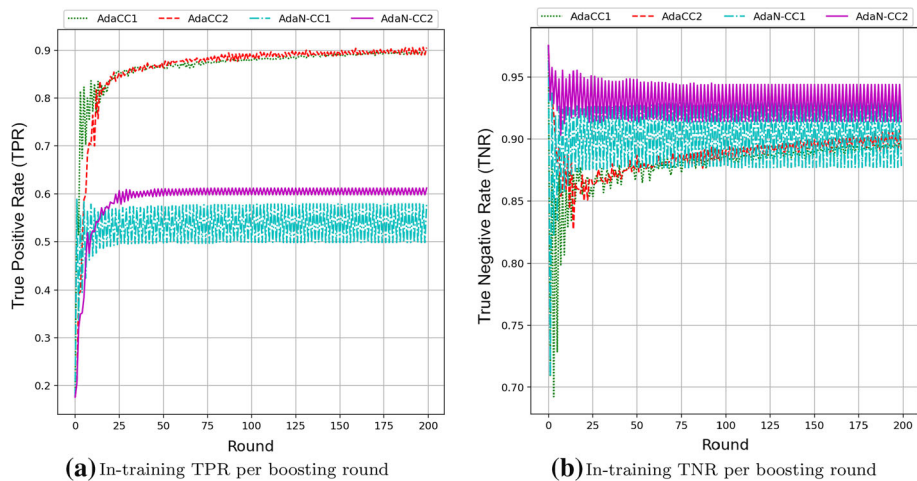 AdaCC1 AdaCC2 AdaN-CC1 AdaN-CC2
True Positive Rate (TPR)
0.9
0.8
0.7
0.6
0.5
0.4
0.3
0.2
0 25 50 75 100 125 150 175 200
Round
(a) In-training TPR per boosting round
AdaCC1 AdaCC2 AdaN-CC1 AdaN-CC2
True Negative Rate (TNR)
0.95
0.90
0.85
0.80
0.75
0.70
0 25 50 75 100 125 150 175 200
Round
(b) In-training TNR per boosting round